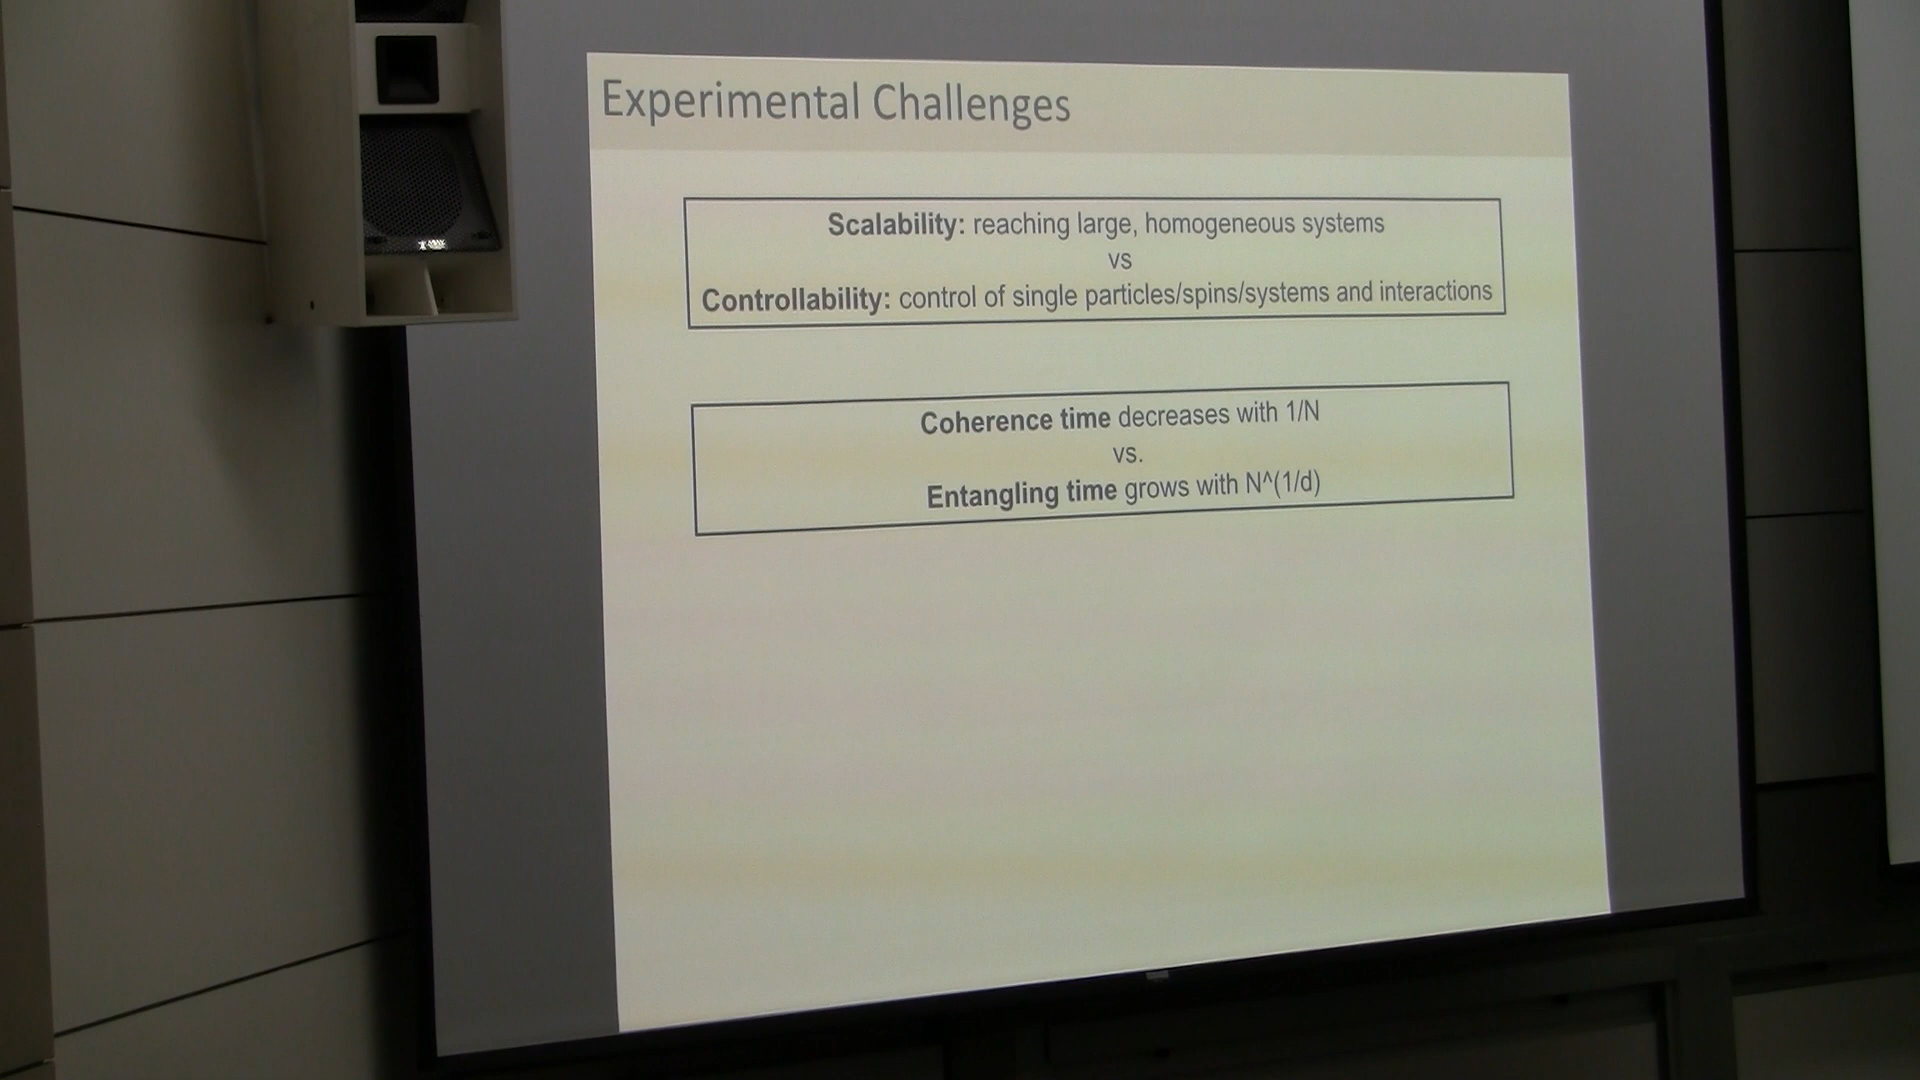 Experimental Challenges
Scalability: reaching large, homogeneous systems
vs
Controllability: control of single particles/spins/systems and interactions
Coherence time decreases with 1/N
vs.
Entangling time grows with N^(1/d)